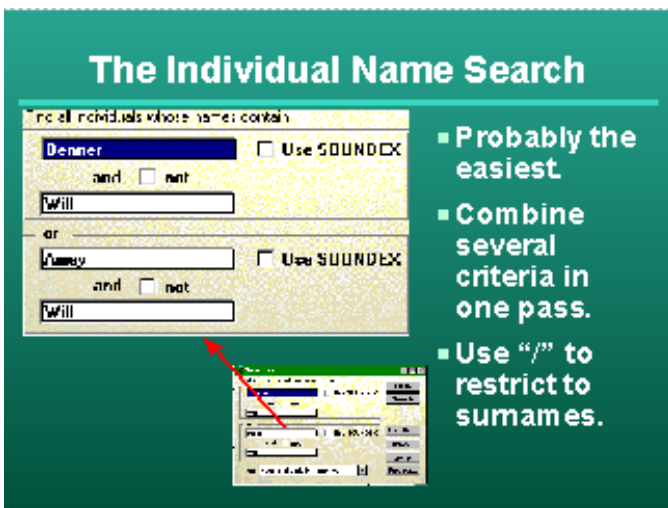 The Individual Name Search
Find all individuals whose names contain
Denner
Use SOUNDEX
and not
Will
or
Use SOUNDEX
and not
Will
Probably the
easiest.
Combine
several
criteria in
one pass.
Use “/” to
restrict to
surnames.